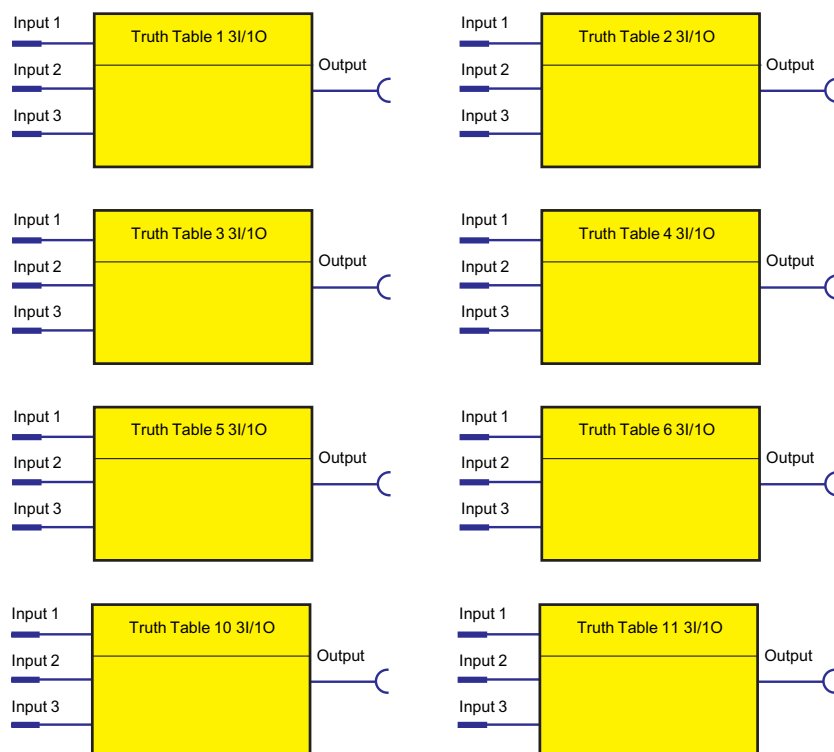 Input 1
Truth Table 1 3I/1O
Input 2
Output
Input 3
Input 1
Truth Table 2 3I/1O
Input 2
Output
Input 3
Input 1
Truth Table 3 3I/1O
Input 2
Output
Input 3
Input 1
Truth Table 4 3I/1O
Input 2
Output
Input 3
Input 1
Truth Table 5 3I/1O
Input 2
Output
Input 3
Input 1
Truth Table 6 3I/1O
Input 2
Output
Input 3
Input 1
Truth Table 10 3I/1O
Input 2
Output
Input 3
Input 1
Truth Table 11 3I/1O
Input 2
Output
Input 3